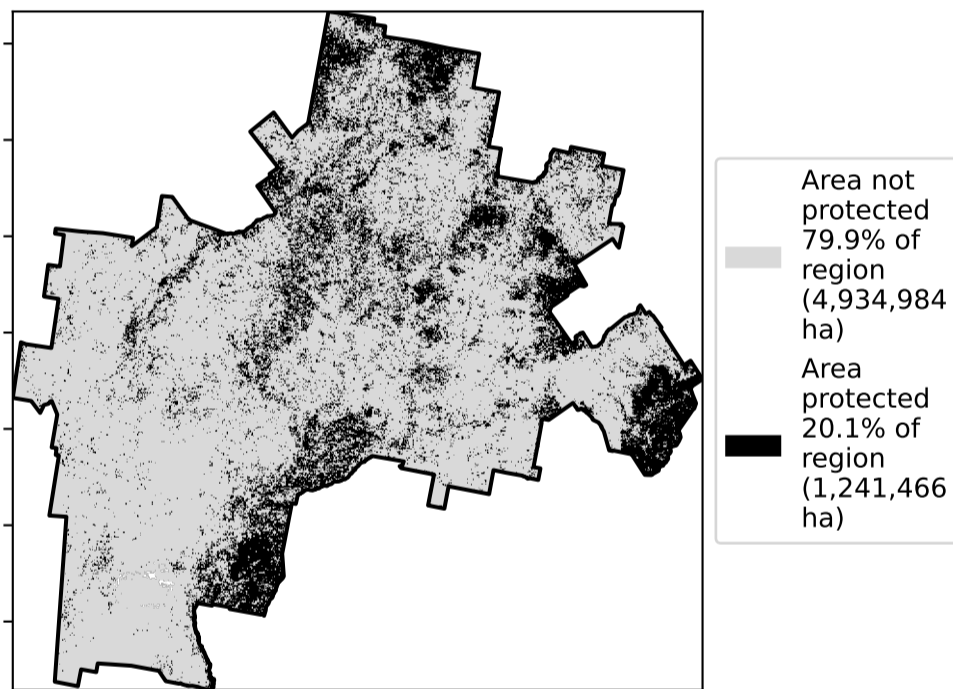 Area not
protected
79.9% of
region
(4,934,984
ha)
Area
protected
20.1% of
region
(1,241,466
ha)